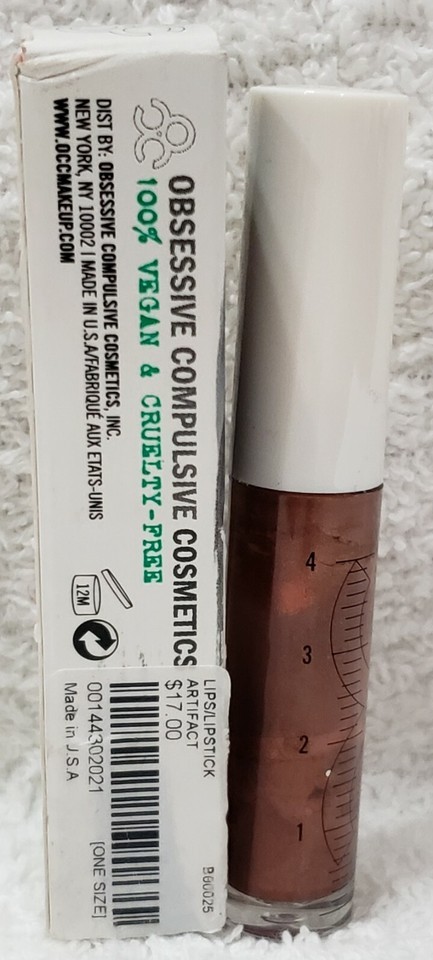 OBSESSIVE COMPULSIVE COSMETICS
100% VEGAN & CRUELTY-FREE
DIST BY: OBSESSIVE COMPULSIVE COSMETICS, INC.
NEW YORK, NY 10002 | MADE IN U.S.A/FABRIQUÉ AUX ETATS-UNIS
WWW.OCCMAKEUP.COM
12M
LIPS/LIPSTICK
ARTIFACT
$17.00
B00025
00144302021 [ONE SIZE]
Made in U.S.A
4
3
2
1